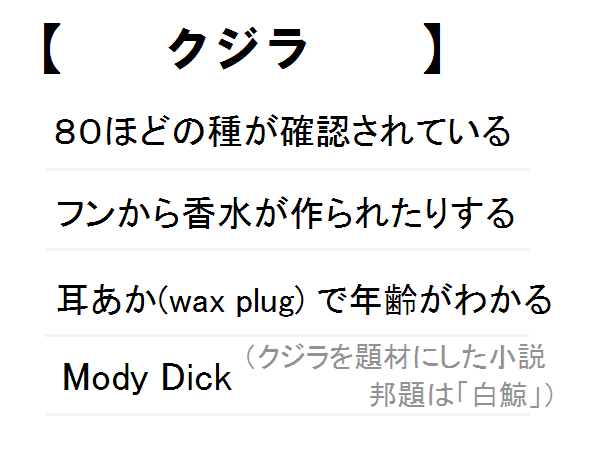 【 クジラ 】
８０ほどの種が確認されている
フンから香水が作られたりする
耳あか(wax plug) で年齢がわかる
Mody Dick
（クジラを題材にした小説
邦題は「白鯨」）